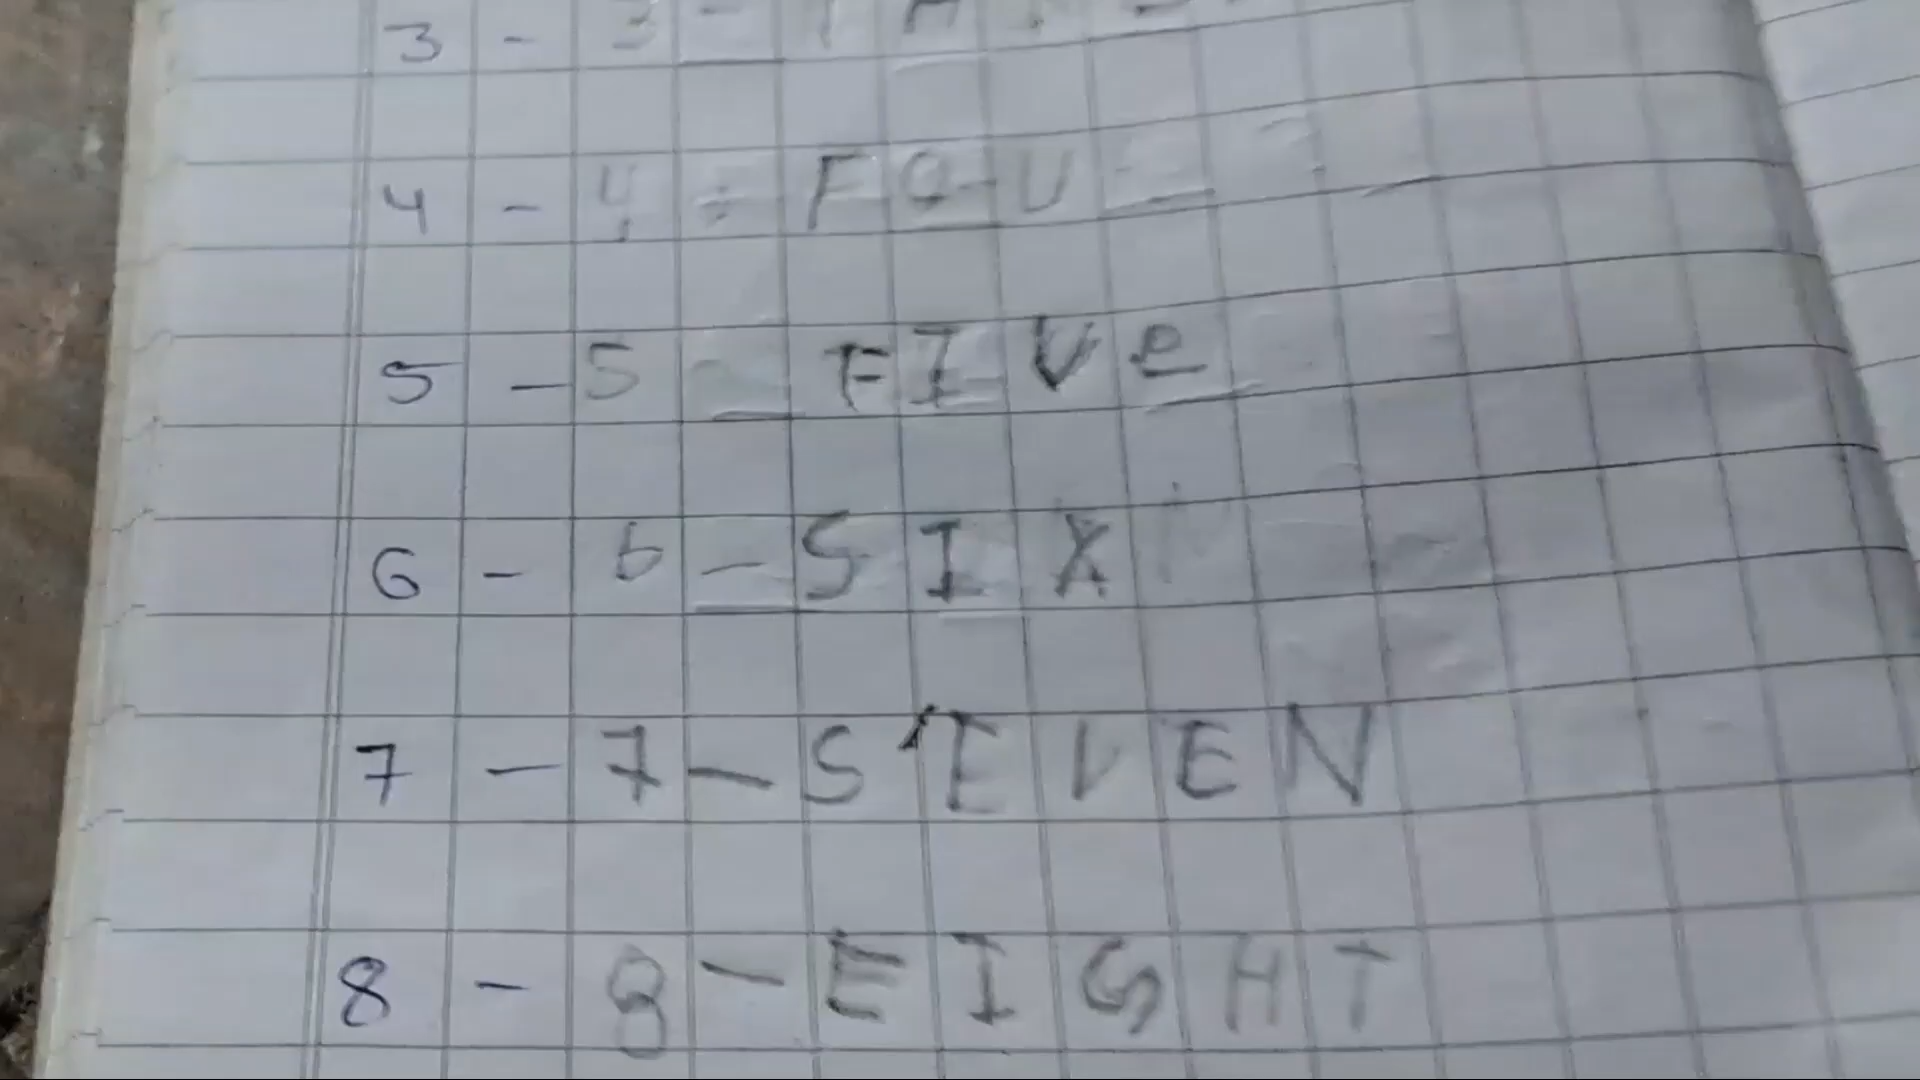 3 - 3 -
4 - 4 - FOU
5 - 5 - FIVe
6 - 6 - SIX
7 - 7 - SEVEN
8 - 8 - EIGHT